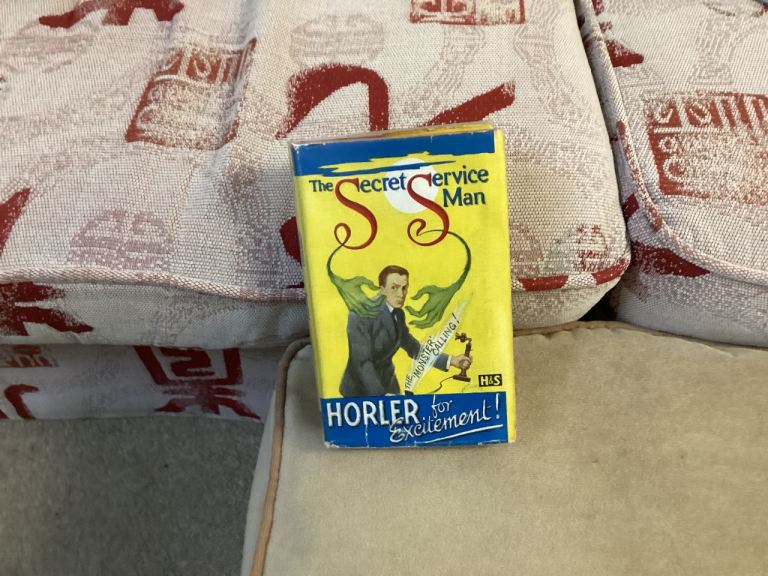 The Secret Service
Man
THE 'MONSTER'
CALLING!
H&S
HORLER for
Excitement!